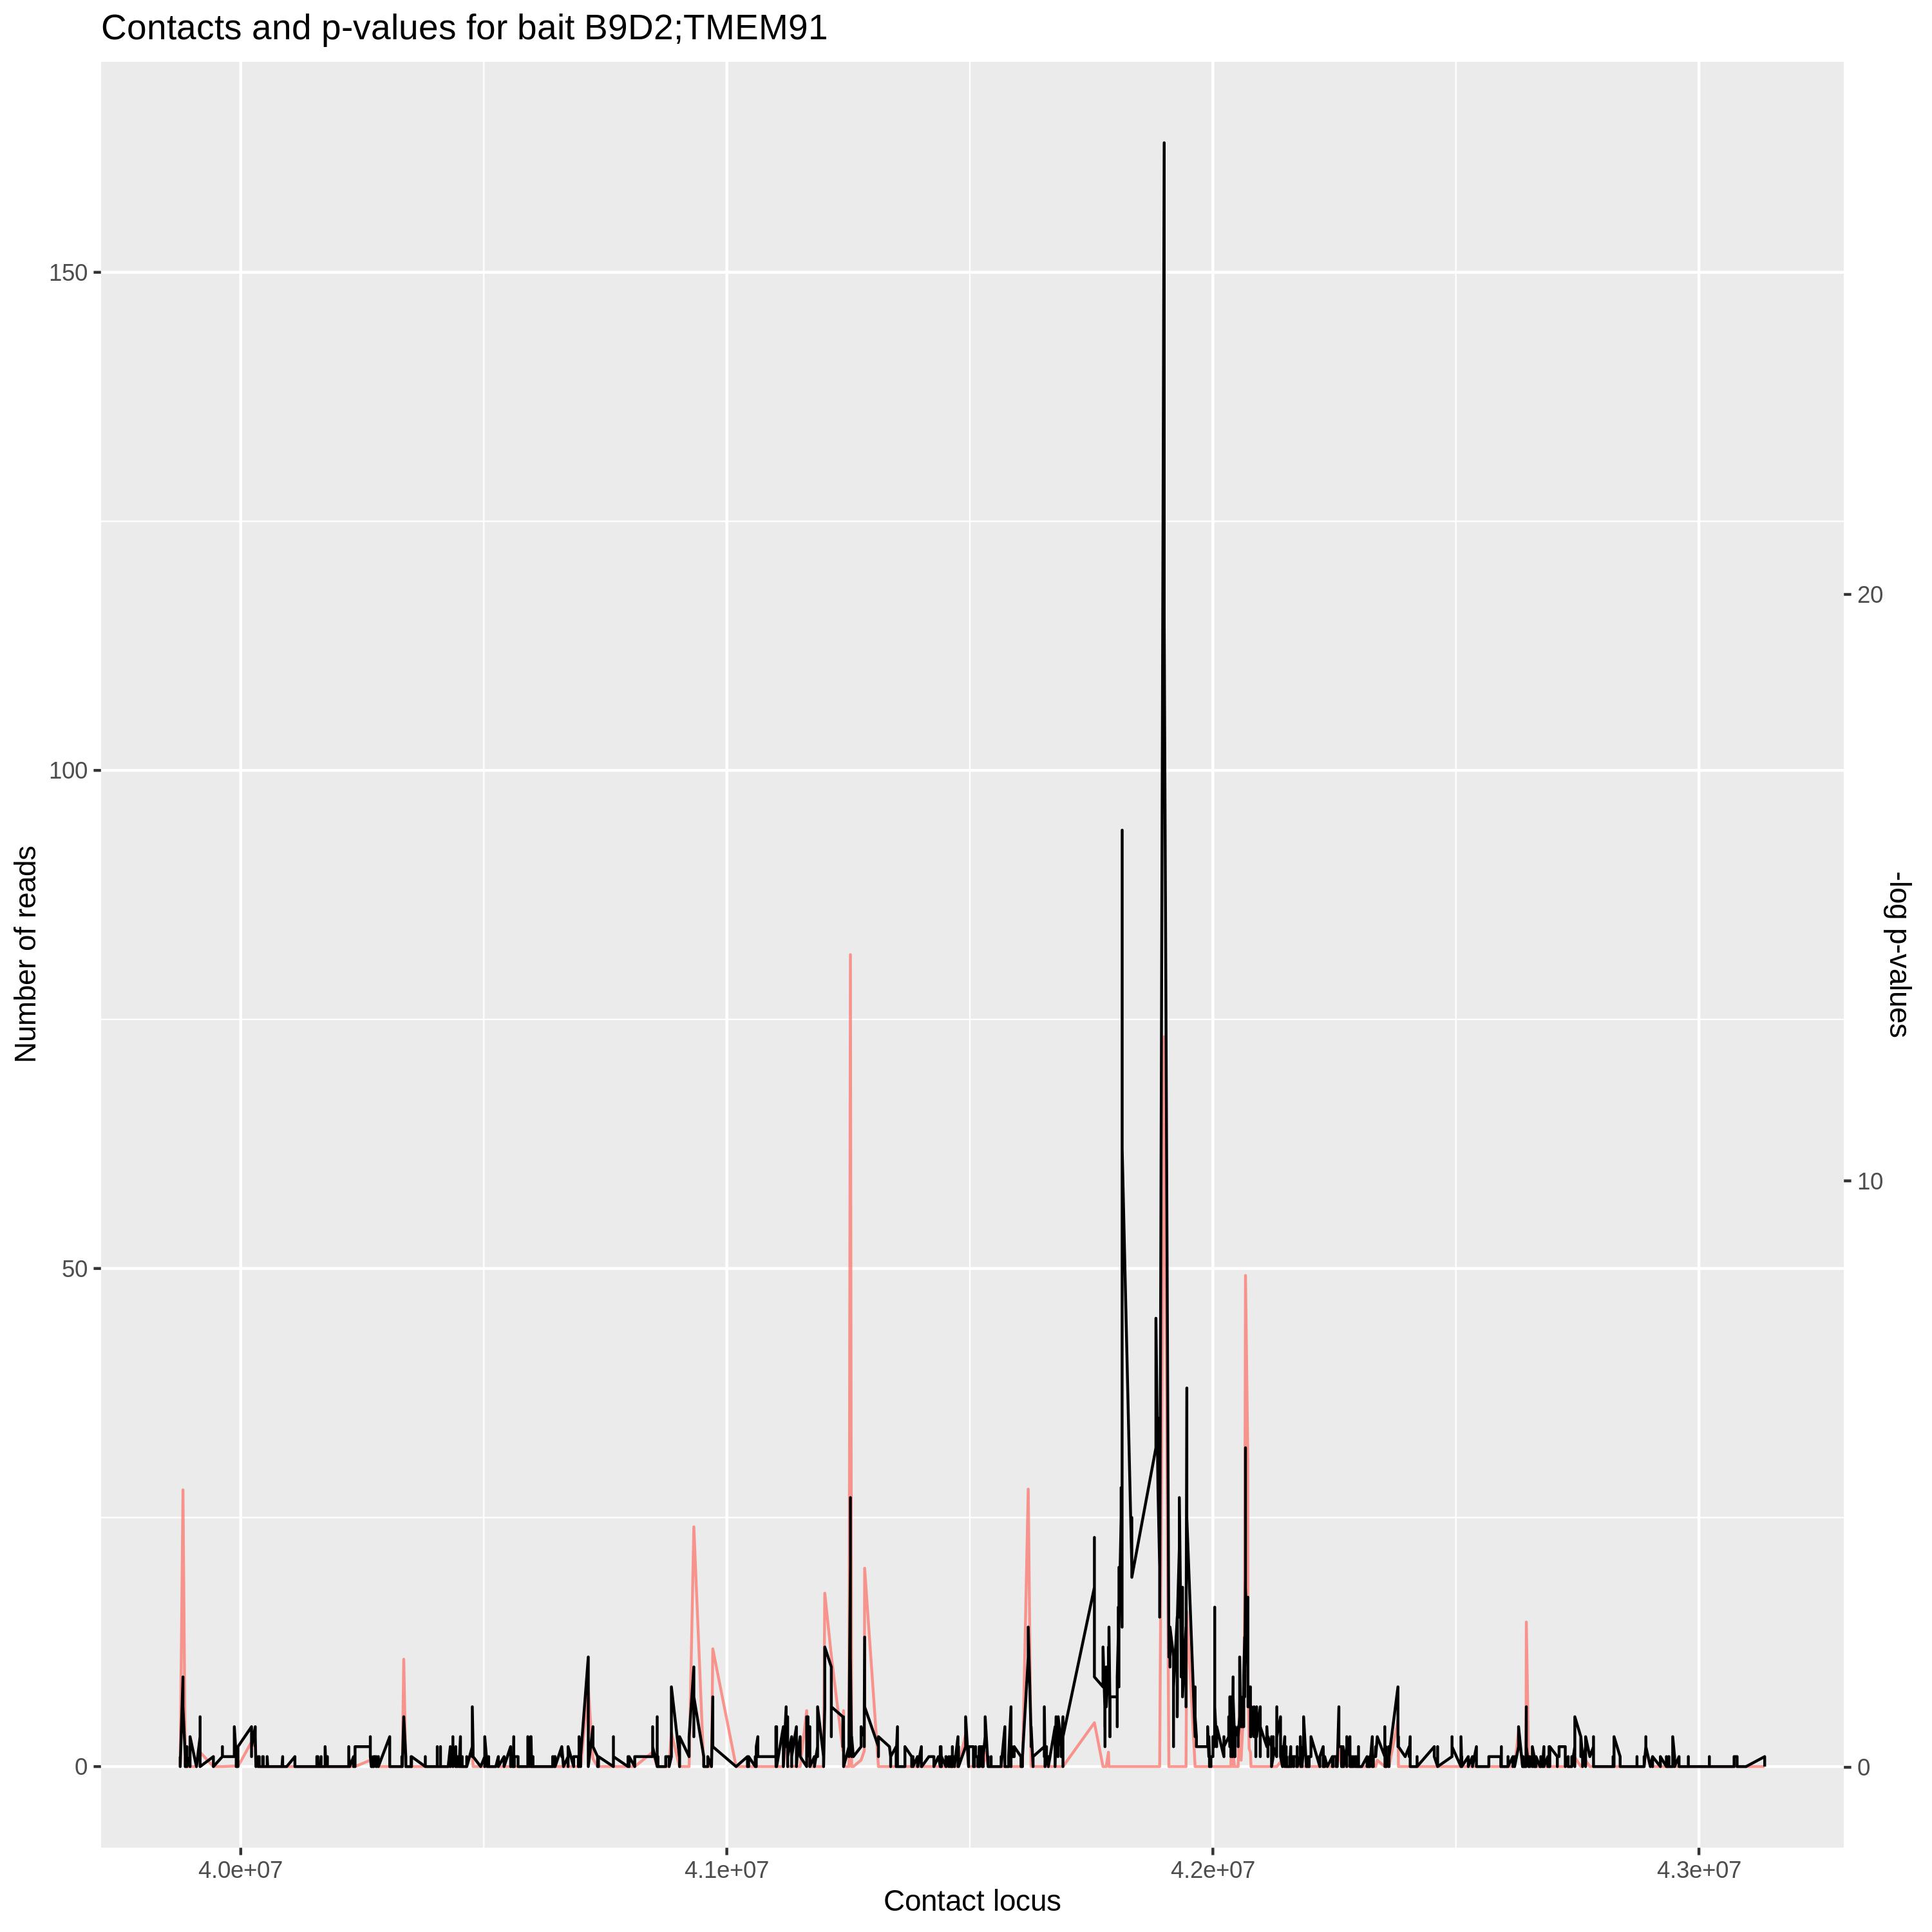 Contacts and p-values for bait B9D2;TMEM91
150
100
50
0
Number of reads
20
10
0
-log p-values
4.0e+07
4.1e+07
4.2e+07
4.3e+07
Contact locus